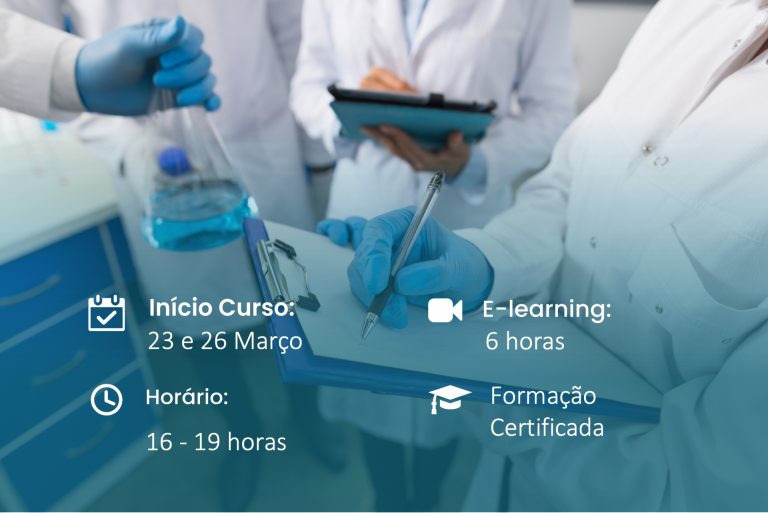 Início Curso:
23 e 26 Março
E-learning:
6 horas
Horário:
16 - 19 horas
Formação
Certificada